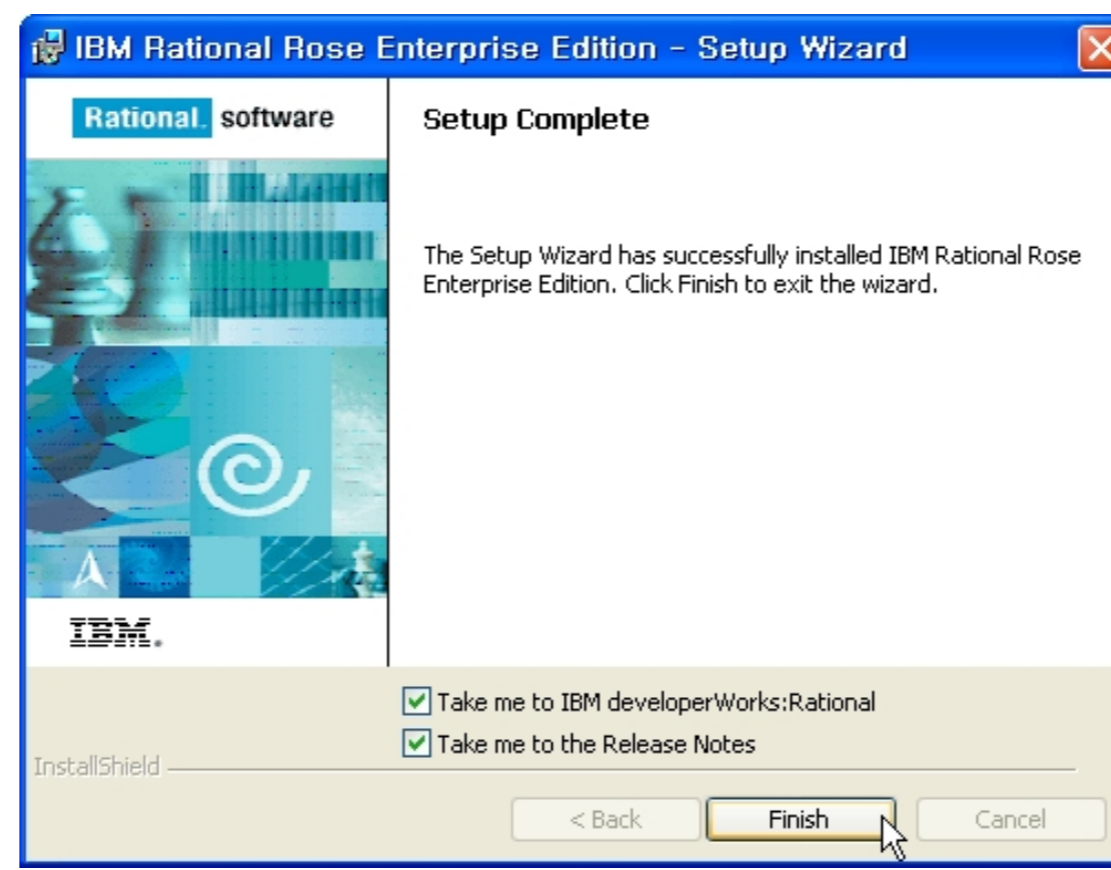 IBM Rational Rose Enterprise Edition - Setup Wizard
Rational. software
Setup Complete
The Setup Wizard has successfully installed IBM Rational Rose
Enterprise Edition. Click Finish to exit the wizard.
IBM.
Take me to IBM developerWorks:Rational
Take me to the Release Notes
InstallShield
< Back
Finish
Cancel